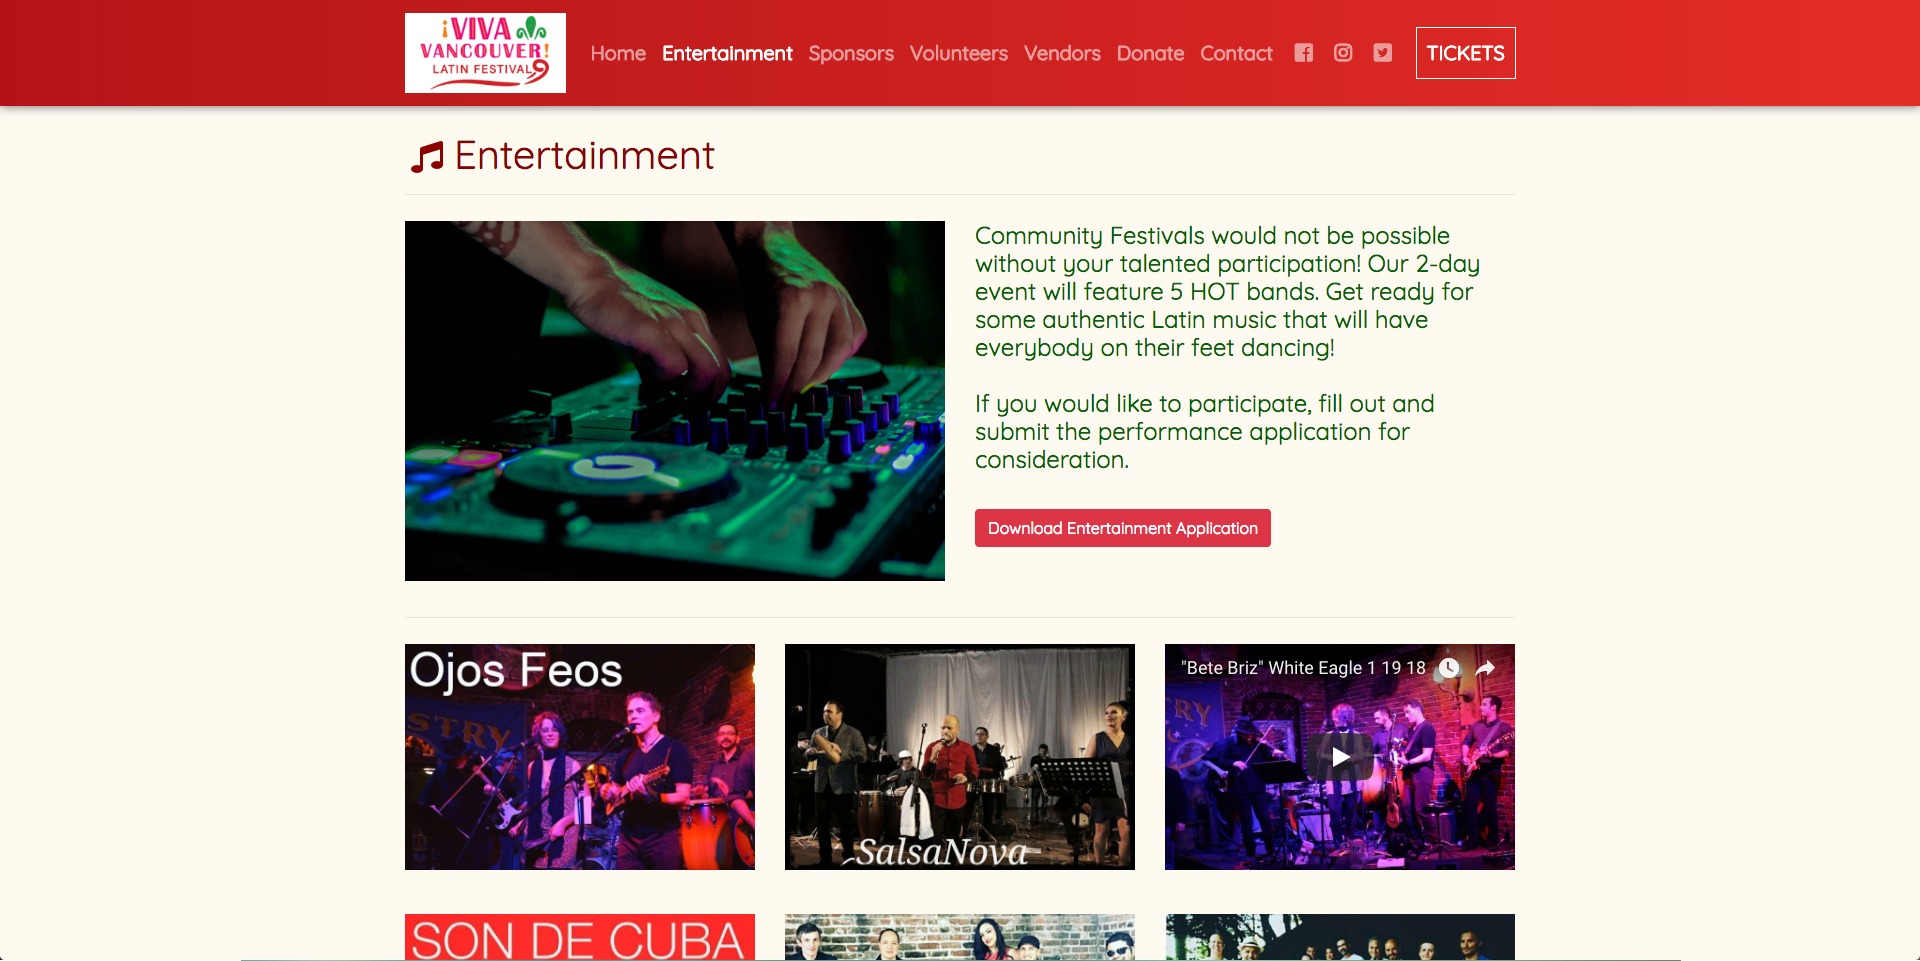 ¡VIVA
VANCOUVER!
LATIN FESTIVAL
Home Entertainment Sponsors Volunteers Vendors Donate Contact TICKETS
Entertainment
Community Festivals would not be possible
without your talented participation! Our 2-day
event will feature 5 HOT bands. Get ready for
some authentic Latin music that will have
everybody on their feet dancing!
If you would like to participate, fill out and
submit the performance application for
consideration.
Download Entertainment Application
Ojos Feos
STRY
SalsaNova
"Bete Briz" White Eagle 1 19 18
RY
SON DE CUBA